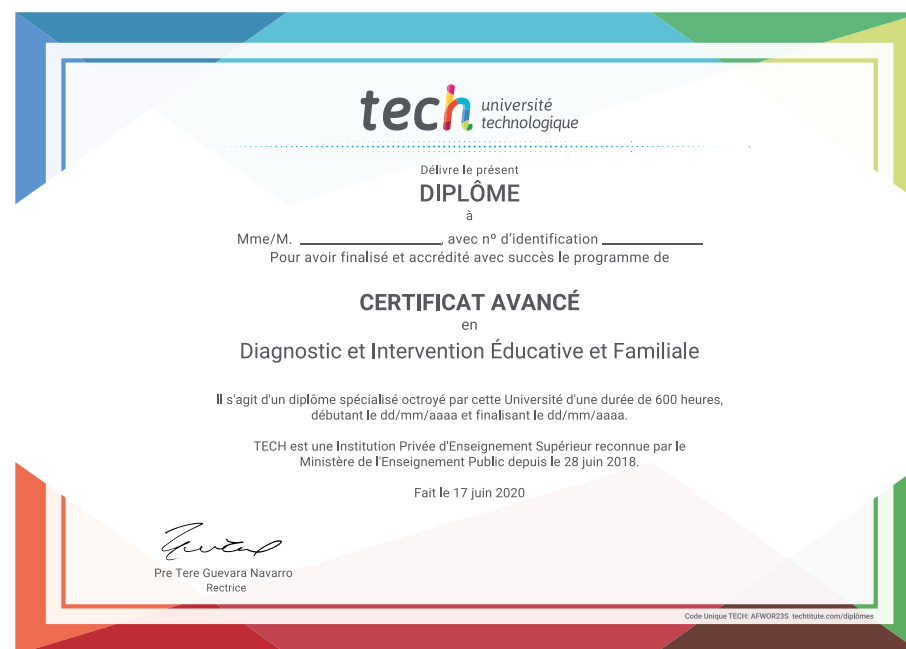 tech université
technologique
Délivre le présent
DIPLÔME
à
Mme/M. ____________________, avec nº d'identification ______________
Pour avoir finalisé et accrédité avec succès le programme de
CERTIFICAT AVANCÉ
en
Diagnostic et Intervention Éducative et Familiale
Il s'agit d'un diplôme spécialisé octroyé par cette Université d'une durée de 600 heures,
débutant le dd/mm/aaaa et finalisant le dd/mm/aaaa.
TECH est une Institution Privée d'Enseignement Supérieur reconnue par le
Ministère de l'Enseignement Public depuis le 28 juin 2018.
Fait le 17 juin 2020
Pre Tere Guevara Navarro
Rectrice
Code Unique TECH: AFWOR23S techtitute.com/diplômes